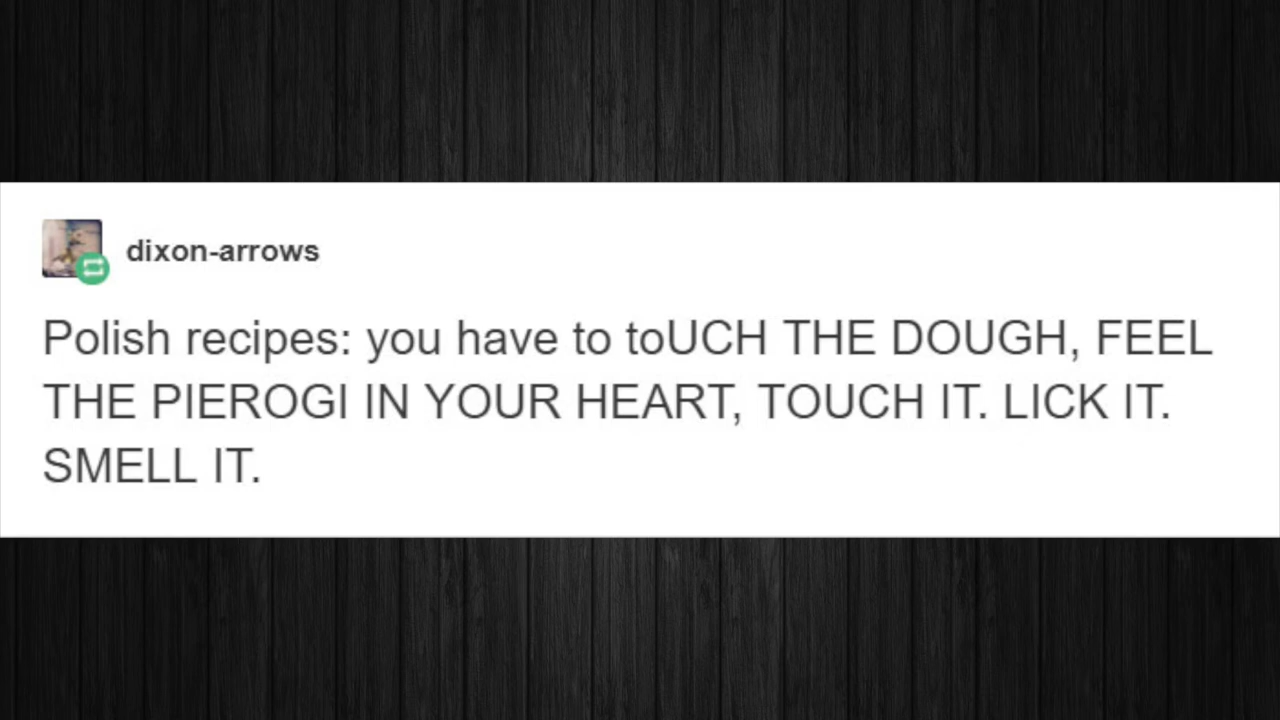 dixon-arrows
Polish recipes: you have to toUCH THE DOUGH, FEEL
THE PIEROGI IN YOUR HEART, TOUCH IT. LICK IT.
SMELL IT.